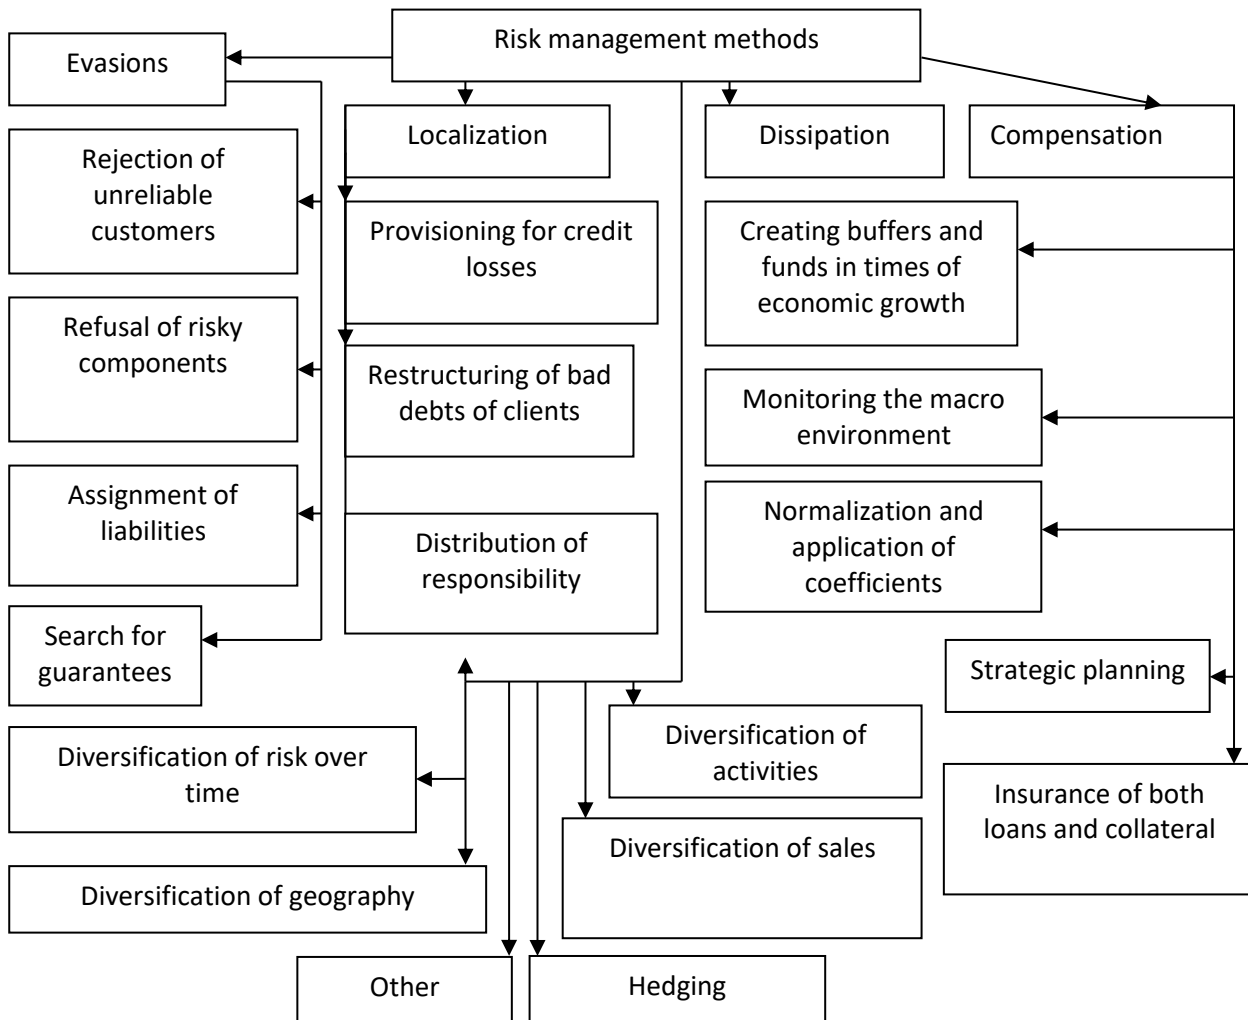 Risk management methods
Evasions
Localization
Dissipation
Compensation
Rejection of
unreliable
customers
Provisioning for credit
losses
Creating buffers and
funds in times of
economic growth
Refusal of risky
components
Restructuring of bad
debts of clients
Monitoring the macro
environment
Assignment of
liabilities
Distribution of
responsibility
Normalization and
application of
coefficients
Search for
guarantees
Strategic planning
Diversification of risk over
time
Diversification of
activities
Insurance of both
loans and collateral
Diversification of geography
Diversification of sales
Other
Hedging